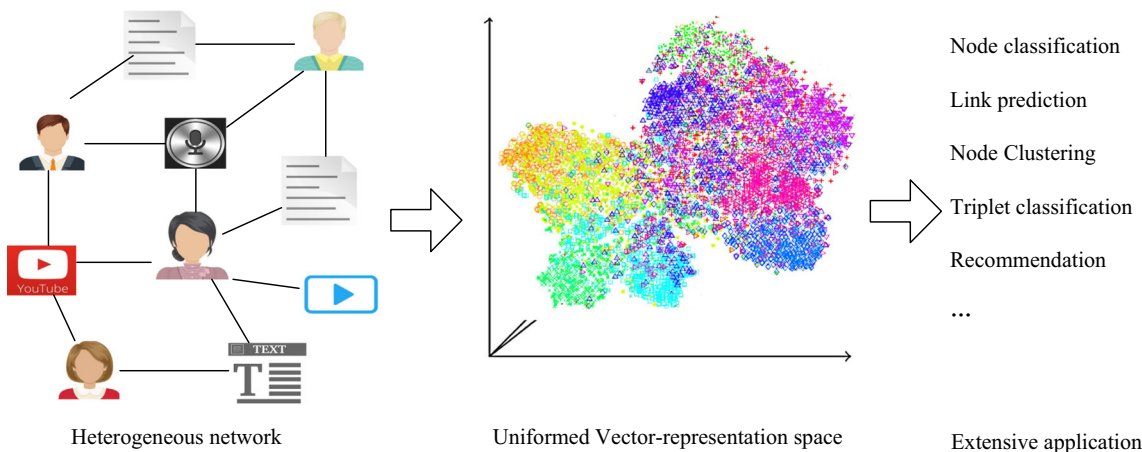 YouTube
TEXT
T
Heterogeneous network
Uniformed Vector-representation space
Node classification
Link prediction
Node Clustering
Triplet classification
Recommendation
...
Extensive application